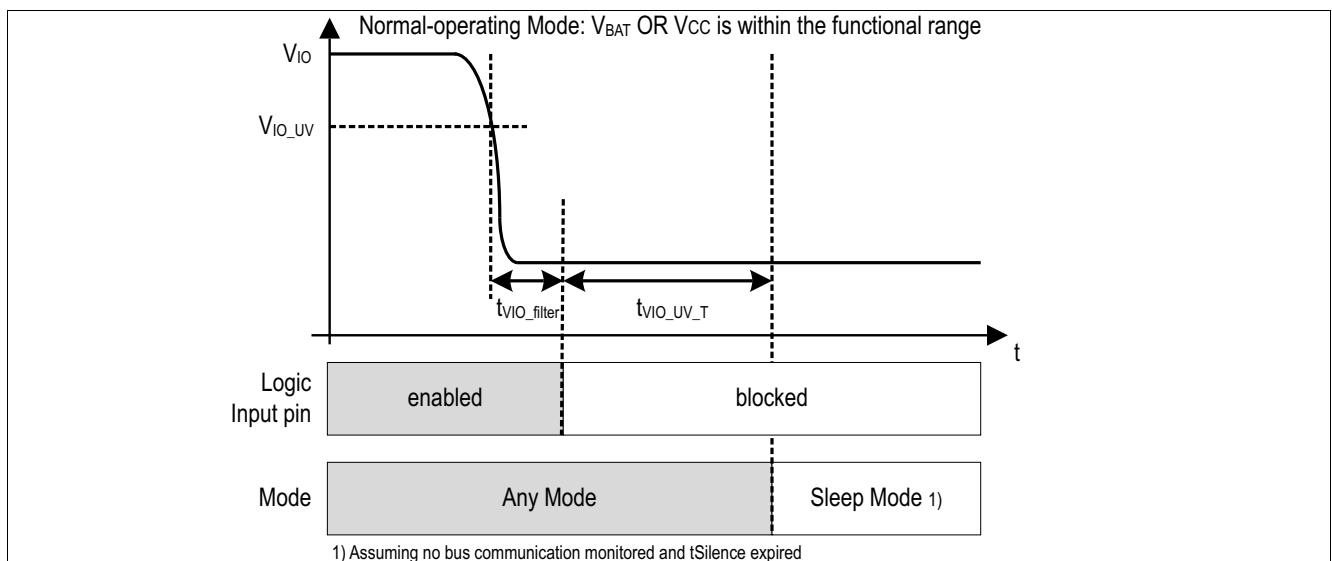 Normal-operating Mode: VBAT OR VCC is within the functional range
VIO
VIO_UV
tVIO_filter
tVIO_UV_T
t
Logic
Input pin
enabled
blocked
Mode
Any Mode
Sleep Mode 1)
1) Assuming no bus communication monitored and tSilence expired